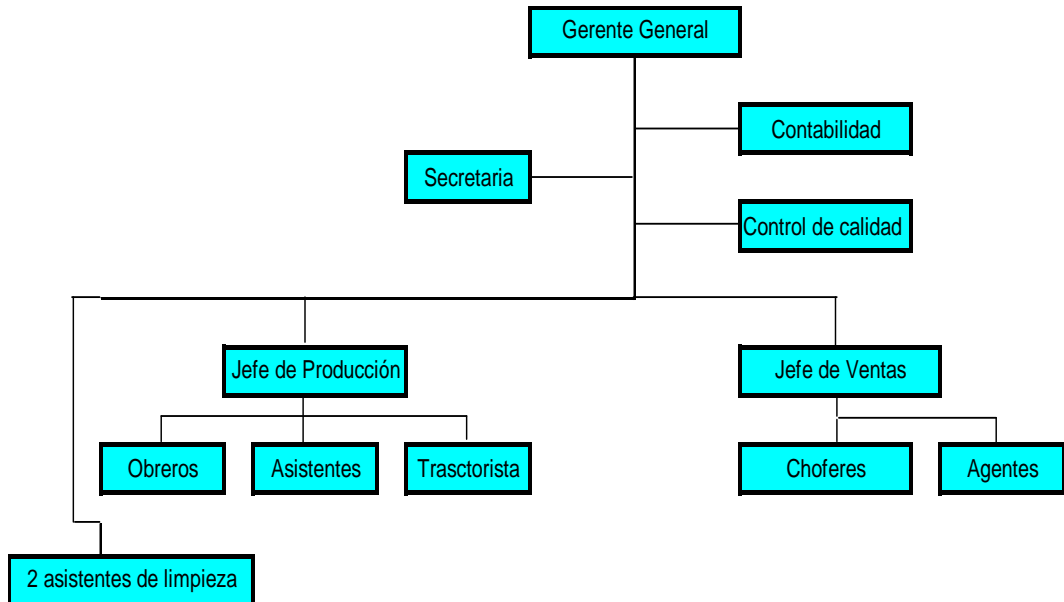 Gerente General
Contabilidad
Secretaria
Control de calidad
Jefe de Producción
Jefe de Ventas
Obreros
Asistentes
Trasctorista
Choferes
Agentes
2 asistentes de limpieza